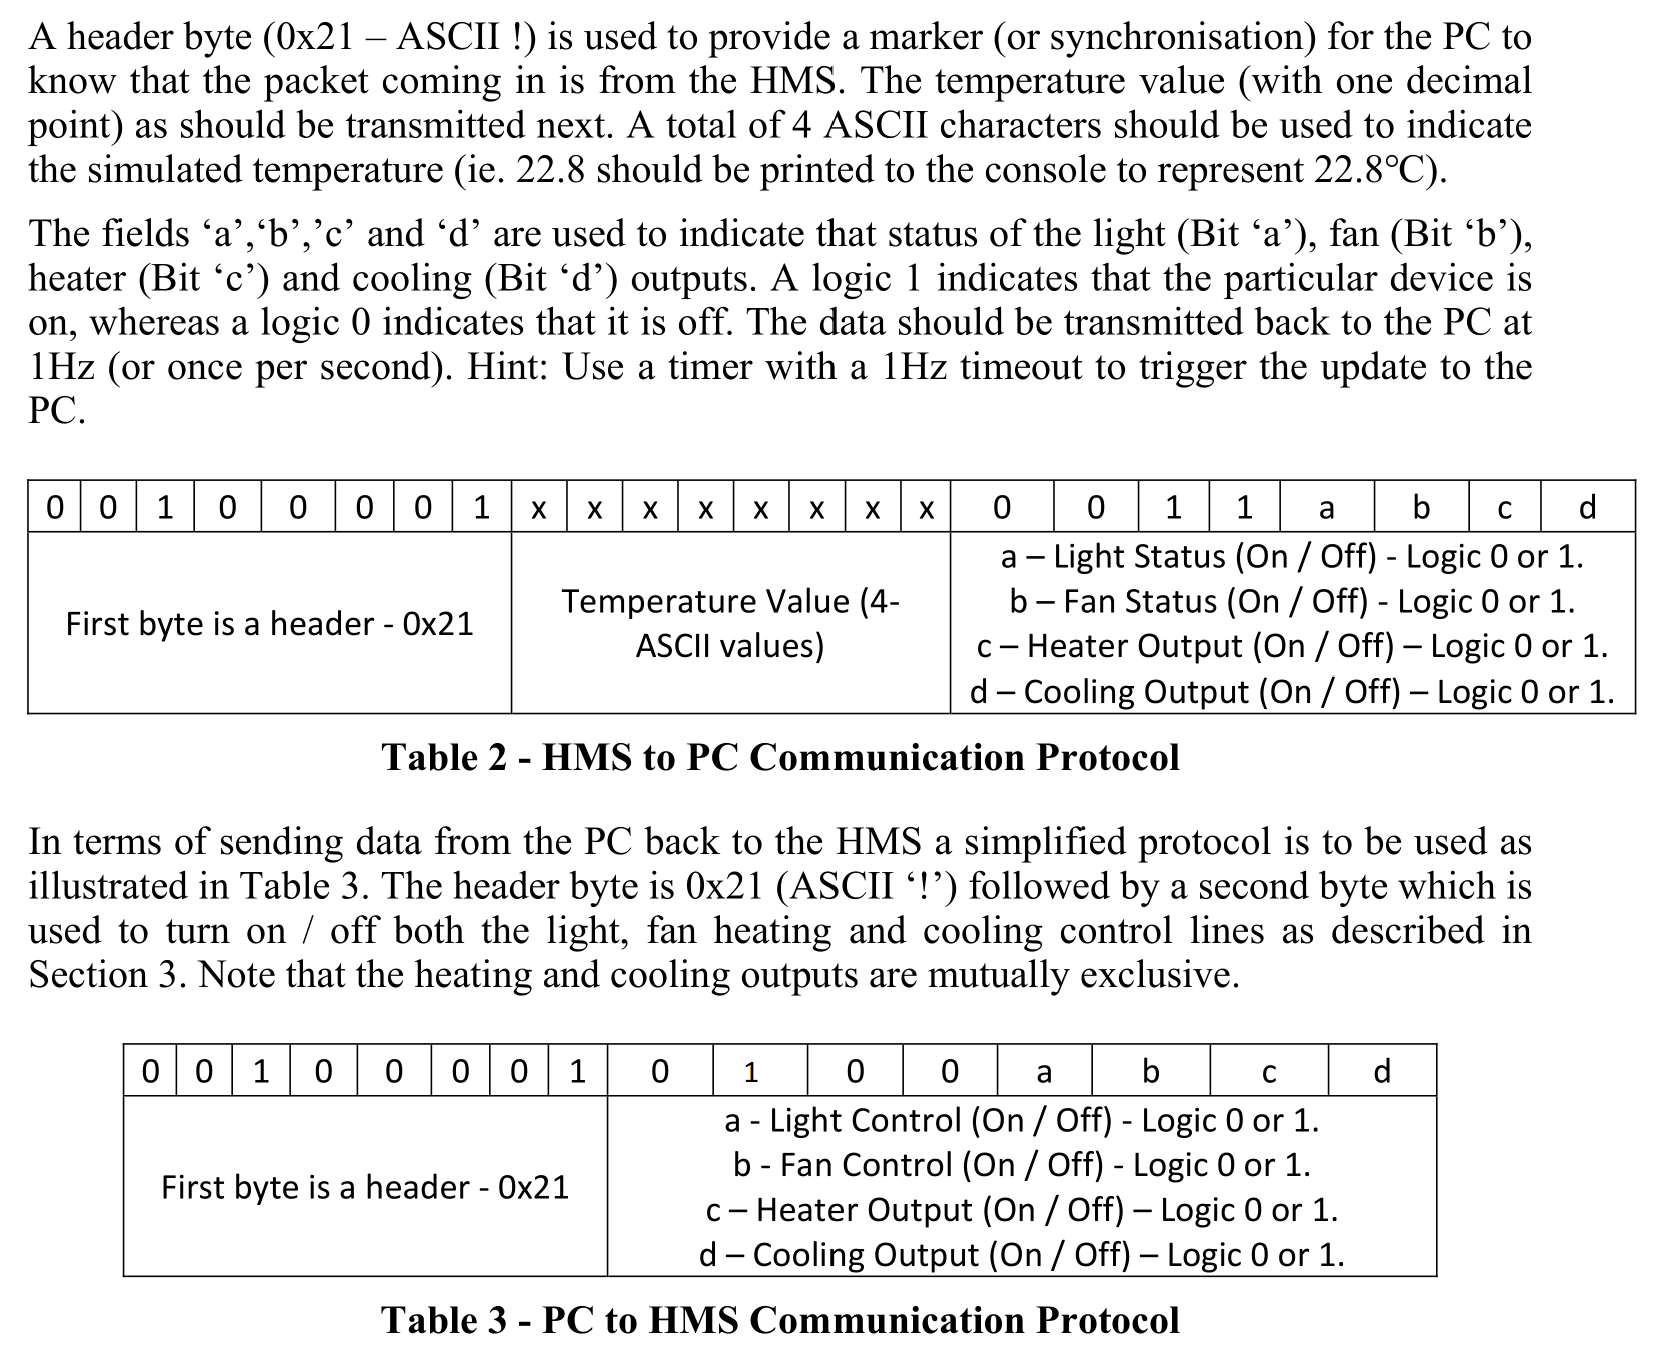 A header byte (0x21 – ASCII !) is used to provide a marker (or synchronisation) for the PC to
know that the packet coming in is from the HMS. The temperature value (with one decimal
point) as should be transmitted next. A total of 4 ASCII characters should be used to indicate
the simulated temperature (ie. 22.8 should be printed to the console to represent 22.8°C).
The fields ‘a’,‘b’,’c’ and ‘d’ are used to indicate that status of the light (Bit ‘a’), fan (Bit ‘b’),
heater (Bit ‘c’) and cooling (Bit ‘d’) outputs. A logic 1 indicates that the particular device is
on, whereas a logic 0 indicates that it is off. The data should be transmitted back to the PC at
1Hz (or once per second). Hint: Use a timer with a 1Hz timeout to trigger the update to the
PC.
0 0 1 0 0 0 0 1 x x x x x x x x 0 0 1 1 a b c d
First byte is a header - 0x21
Temperature Value (4-
ASCII values)
a – Light Status (On / Off) - Logic 0 or 1.
b – Fan Status (On / Off) - Logic 0 or 1.
c – Heater Output (On / Off) – Logic 0 or 1.
d – Cooling Output (On / Off) – Logic 0 or 1.
Table 2 - HMS to PC Communication Protocol
In terms of sending data from the PC back to the HMS a simplified protocol is to be used as
illustrated in Table 3. The header byte is 0x21 (ASCII ‘!’) followed by a second byte which is
used to turn on / off both the light, fan heating and cooling control lines as described in
Section 3. Note that the heating and cooling outputs are mutually exclusive.
0 0 1 0 0 0 0 1 0 1 0 0 a b c d
First byte is a header - 0x21
a - Light Control (On / Off) - Logic 0 or 1.
b - Fan Control (On / Off) - Logic 0 or 1.
c – Heater Output (On / Off) – Logic 0 or 1.
d – Cooling Output (On / Off) – Logic 0 or 1.
Table 3 - PC to HMS Communication Protocol